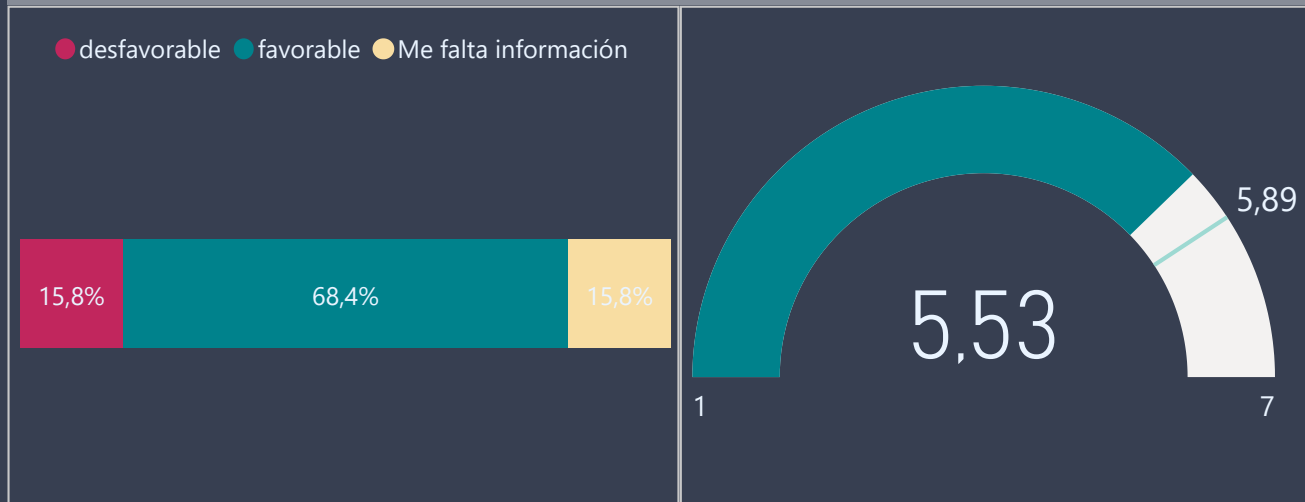 desfavorable favorable Me falta información
15,8% 68,4% 15,8%
5,89
5,53
1 7